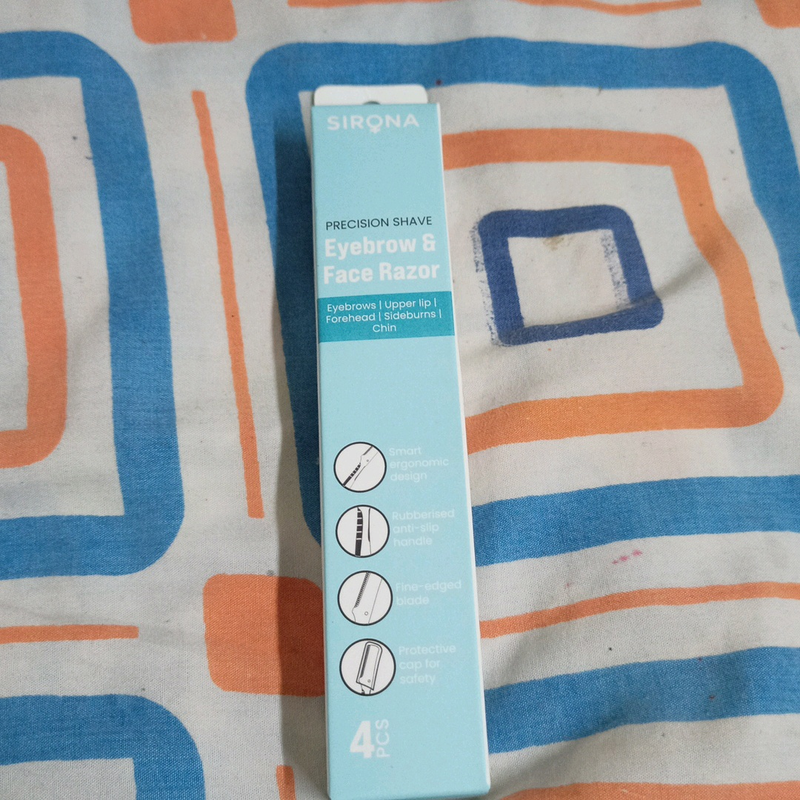 SIRONA
PRECISION SHAVE
Eyebrow &
Face Razor
Eyebrows | Upper lip |
Forehead | Sideburns |
Chin
Smart
ergonomic
design
Rubberised
anti-slip
handle
Fine-edged
blade
Protective
cap for
safety
4 PCS